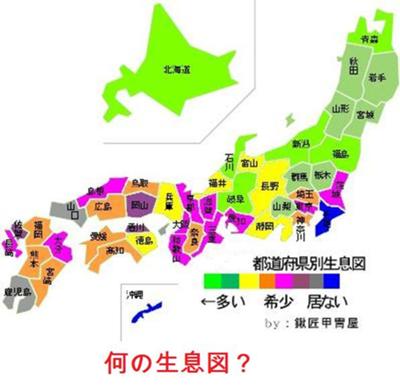 北海道
青森
秋田
岩手
山形
宮城
新潟
福島
石川
富山
群馬
栃木
福井
長野
埼玉
茨城
岐阜
山梨
東京
島根
鳥取
兵庫
京都
滋賀
愛知
静岡
神奈川
山口
広島
岡山
大阪
奈良
三重
佐賀
福岡
大分
愛媛
香川
徳島
和歌山
長崎
熊本
宮崎
高知
鹿児島
沖縄
都道府県別生息図
←多い 希少 居ない
by:鍬匠甲冑屋
何の生息図?